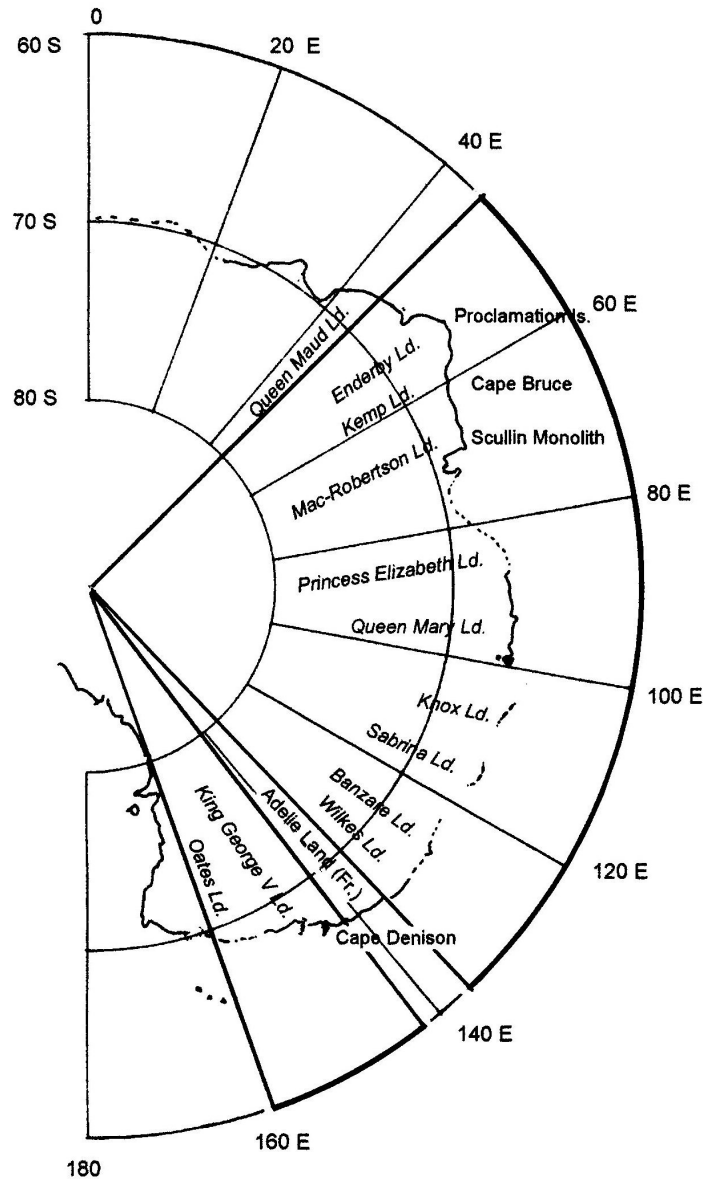 0
60 S
20 E
40 E
70 S
Proclamation Is.
60 E
Queen Maud Ld.
Enderby Ld.
Cape Bruce
80 S
Kemp Ld.
Scullin Monolith
Mac-Robertson Ld.
80 E
Princess Elizabeth Ld.
Queen Mary Ld.
100 E
Knox Ld.
Sabrina Ld.
Banzare Ld.
Wilkes Ld.
120 E
Adelie Land (Fr.)
King George V Ld.
Oates Ld.
Cape Denison
140 E
160 E
180